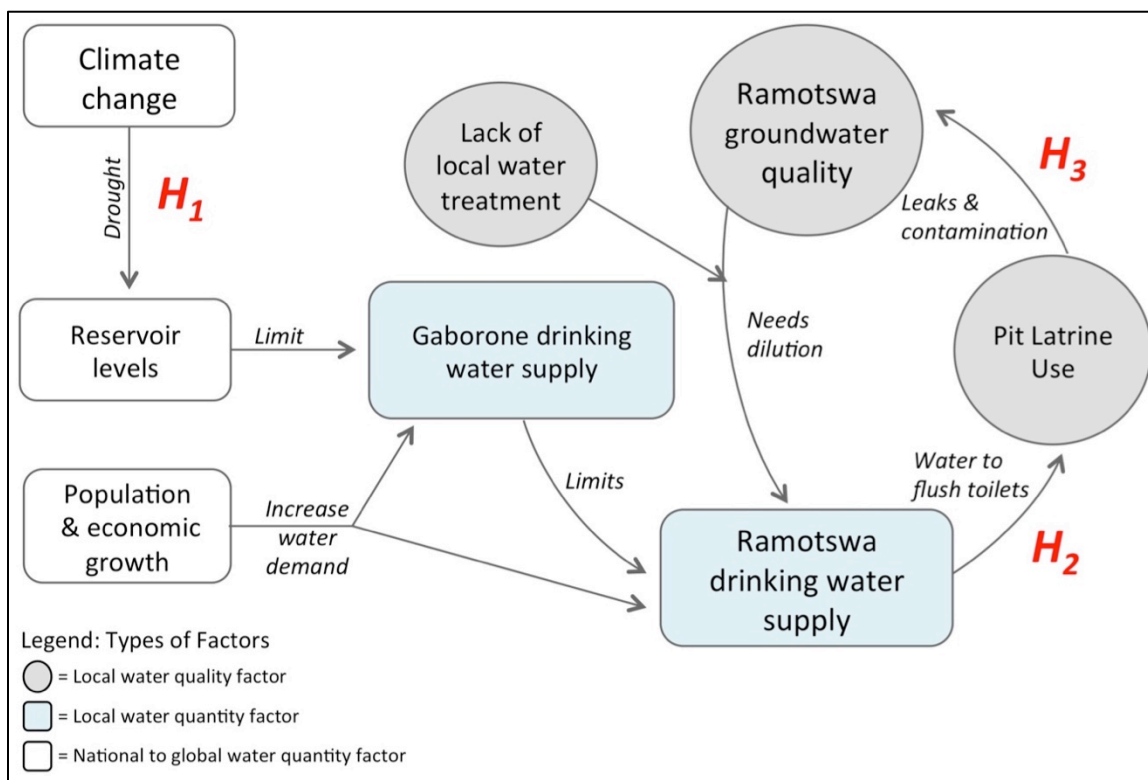 Climate
change
Drought
H1
Reservoir
levels
Limit
Population
& economic
growth
Increase
water
demand
Lack of
local water
treatment
Gaborone drinking
water supply
Limits
Ramotswa
groundwater
quality
Needs
dilution
Leaks &
contamination
H3
Pit Latrine
Use
Water to
flush toilets
H2
Ramotswa
drinking water
supply
Legend: Types of Factors
= Local water quality factor
= Local water quantity factor
= National to global water quantity factor